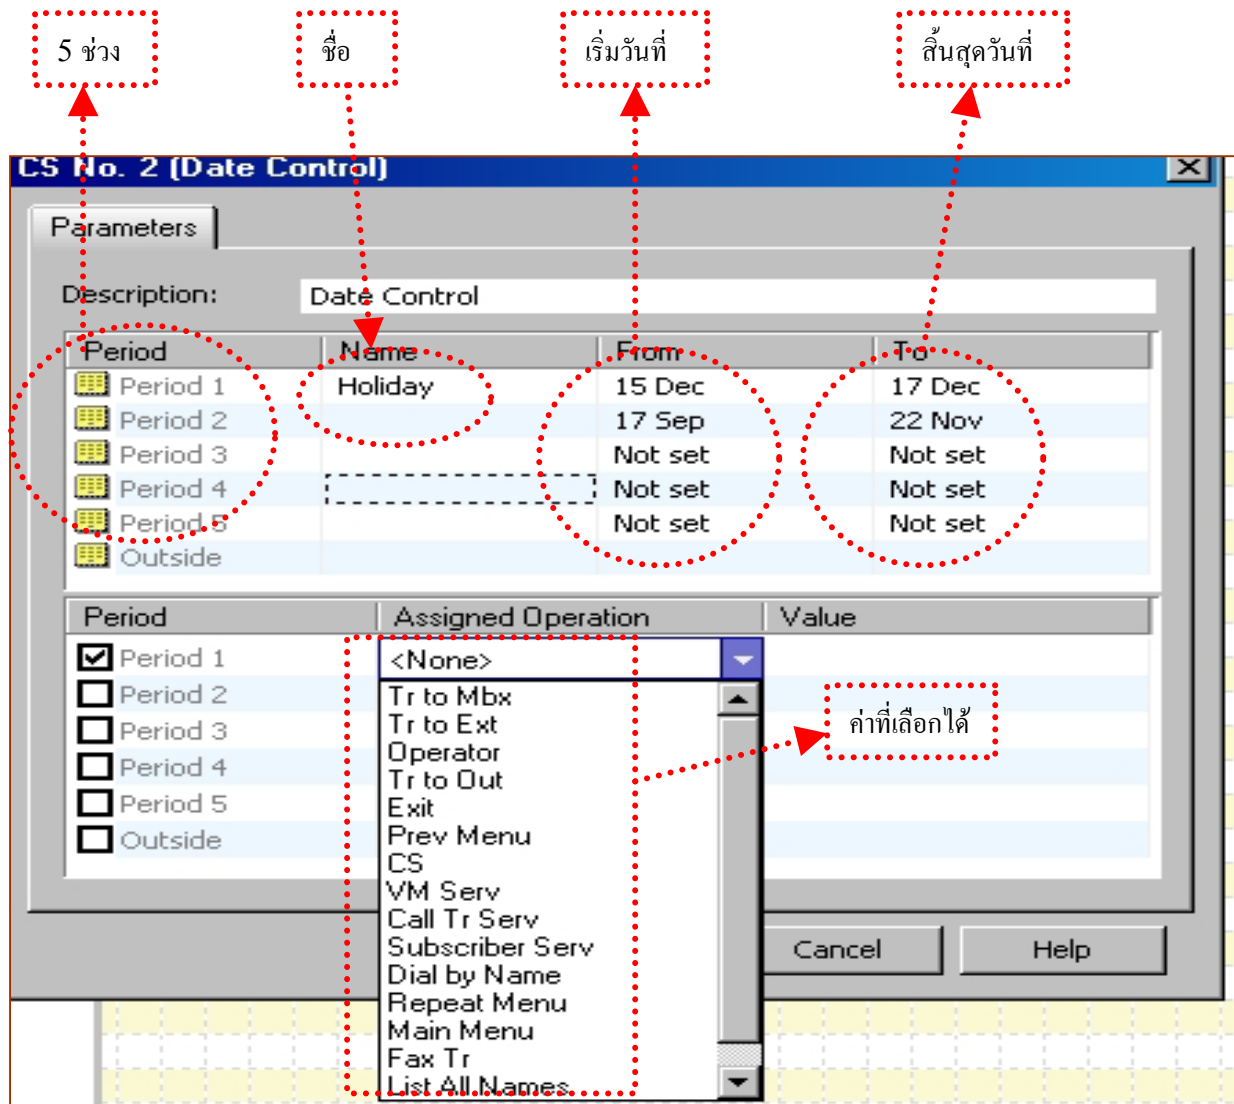 5 ช่วง ชื่อ เริ่มวันที่ สิ้นสุดวันที่
CS No. 2 (Date Control)
Parameters
Description: Date Control
Period Name From To
Period 1 Holiday 15 Dec 17 Dec
Period 2 17 Sep 22 Nov
Period 3 Not set Not set
Period 4 Not set Not set
Period 5 Not set Not set
Outside
Period Assigned Operation Value
Period 1 <None>
Period 2 Tr to Mbx
Period 3 Tr to Ext ค่าที่เลือกได้
Operator
Period 4 Tr to Out
Period 5 Exit
Outside Prev Menu
CS
VM Serv
Call Tr Serv
Subscriber Serv Cancel Help
Dial by Name
Repeat Menu
Main Menu
Fax Tr
List All Names